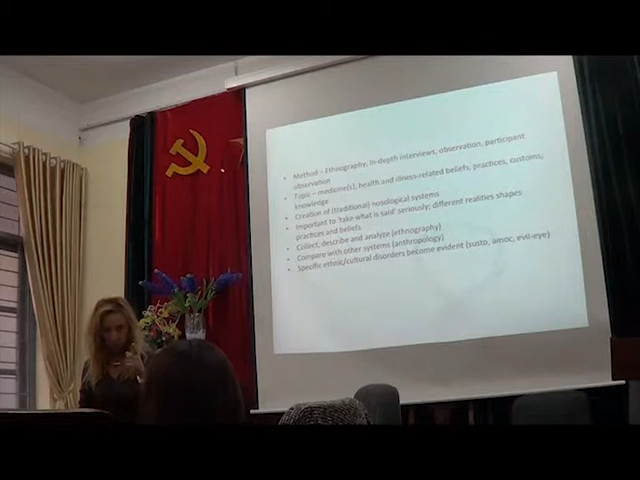 • Method – Ethnography, In-depth interviews, observation, participant
observation
• Topic – medicine(s), health and illness-related beliefs, practices, customs,
knowledge
• Creation of (traditional) nosological systems
• Important to 'take what is said' seriously; different realities shapes
practices and beliefs
• Collect, describe and analyze (ethnography)
• Compare with other systems (anthropology)
• Specific ethnic/cultural disorders become evident (susto, amoc, evil-eye)